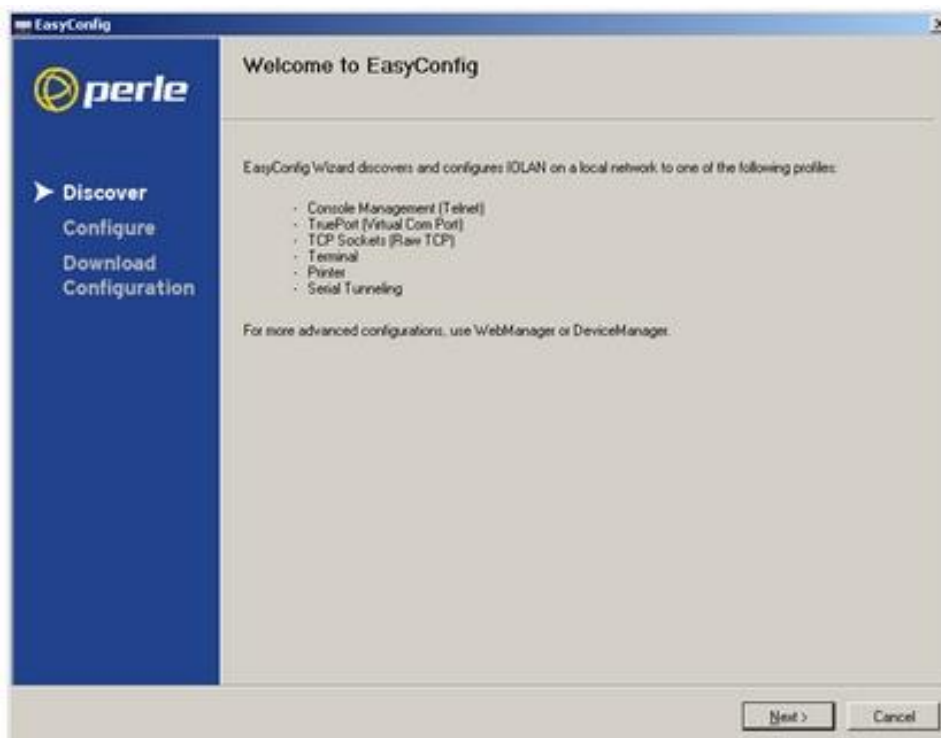 EasyConfig
perle
Welcome to EasyConfig
Discover
Configure
Download
Configuration
EasyConfig Wizard discovers and configures IOLAN on a local network to one of the following profiles:
· Console Management (Telnet)
· TruePort (Virtual Com Port)
· TCP Sockets (Raw TCP)
· Terminal
· Printer
· Serial Tunneling
For more advanced configurations, use WebManager or DeviceManager.
Next >
Cancel